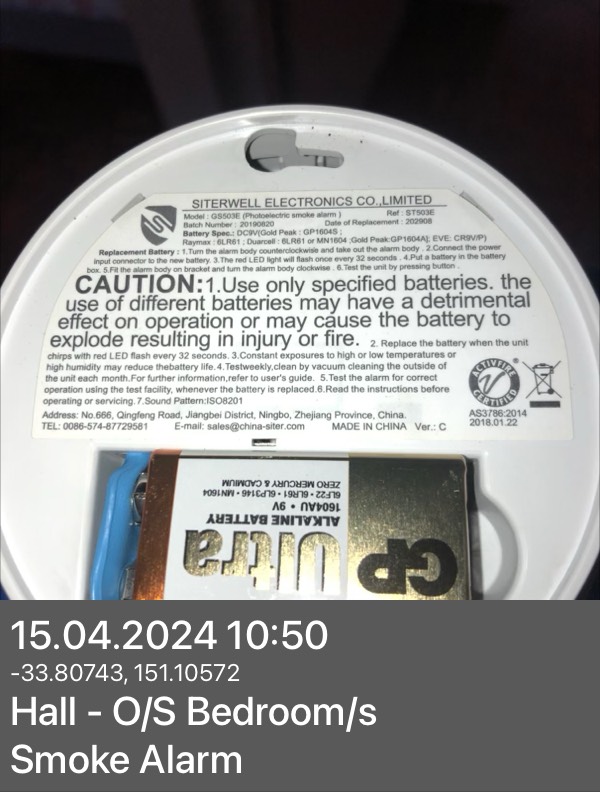 SITERWELL ELECTRONICS CO.,LIMITED
Model : GS503E (Photoelectric smoke alarm ) Ref : ST503E
Batch Number : 20190820 Date of Replacement : 202908
Battery Spec.: DC9V(Gold Peak : GP1604S ;
Raymax : 6LR61 ; Duarcell : 6LR61 or MN1604 ;Gold Peak:GP1604A]; EVE: CR9V/P)
Replacement Battery : 1.Turn the alarm body counterclockwise and take out the alarm body . 2.Connect the power
input connector to the new battery. 3.The red LED light will flash once every 32 seconds . 4.Put a battery in the battery
box. 5.Fit the alarm body on bracket and turn the alarm body clockwise . 6.Test the unit by pressing button .
CAUTION:1.Use only specified batteries. the
use of different batteries may have a detrimental
effect on operation or may cause the battery to
explode resulting in injury or fire. 2. Replace the battery when the unit
chirps with red LED flash every 32 seconds. 3.Constant exposures to high or low temperatures or
high humidity may reduce thebattery life. 4.Testweekly,clean by vacuum cleaning the outside of
the unit each month.For further information,refer to user's guide. 5.Test the alarm for correct
operation using the test facility, whenever the battery is replaced.6.Read the instructions before
operating or servicing. 7.Sound Pattern:ISO8201
ACTIVFIRE
CERTIFIED
AS3786:2014
2018.01.22
Address: No.666, Qingfeng Road, Jiangbei District, Ningbo, Zhejiang Province, China.
TEL: 0086-574-87729581 E-mail: sales@china-siter.com MADE IN CHINA Ver.: C
GP Ultra
ALKALINE BATTERY
1604AU • 9V
6LF22 • 6LR61 • 6LP3146 • MN1604
ZERO MERCURY & CADMIUM
15.04.2024 10:50
-33.80743, 151.10572
Hall - O/S Bedroom/s
Smoke Alarm